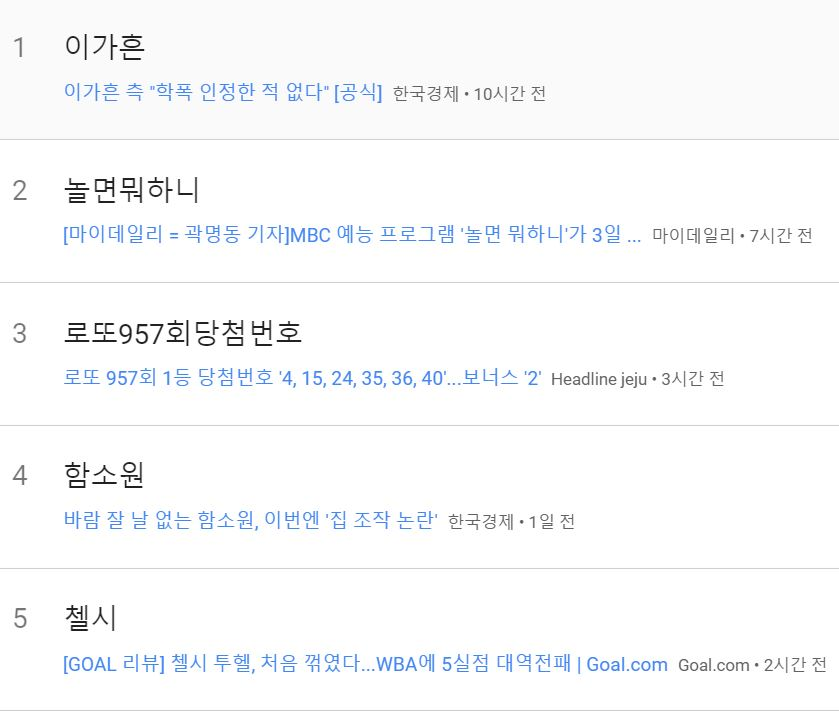 1 이가흔
이가흔 측 "학폭 인정한 적 없다" [공식] 한국경제 • 10시간 전
2 놀면뭐하니
[마이데일리 = 곽명동 기자]MBC 예능 프로그램 '놀면 뭐하니'가 3일 ... 마이데일리 • 7시간 전
3 로또957회당첨번호
로또 957회 1등 당첨번호 '4, 15, 24, 35, 36, 40'...보너스 '2' Headline jeju • 3시간 전
4 함소원
바람 잘 날 없는 함소원, 이번엔 '집 조작 논란' 한국경제 • 1일 전
5 첼시
[GOAL 리뷰] 첼시 투헬, 처음 꺾였다...WBA에 5실점 대역전패 | Goal.com Goal.com • 2시간 전